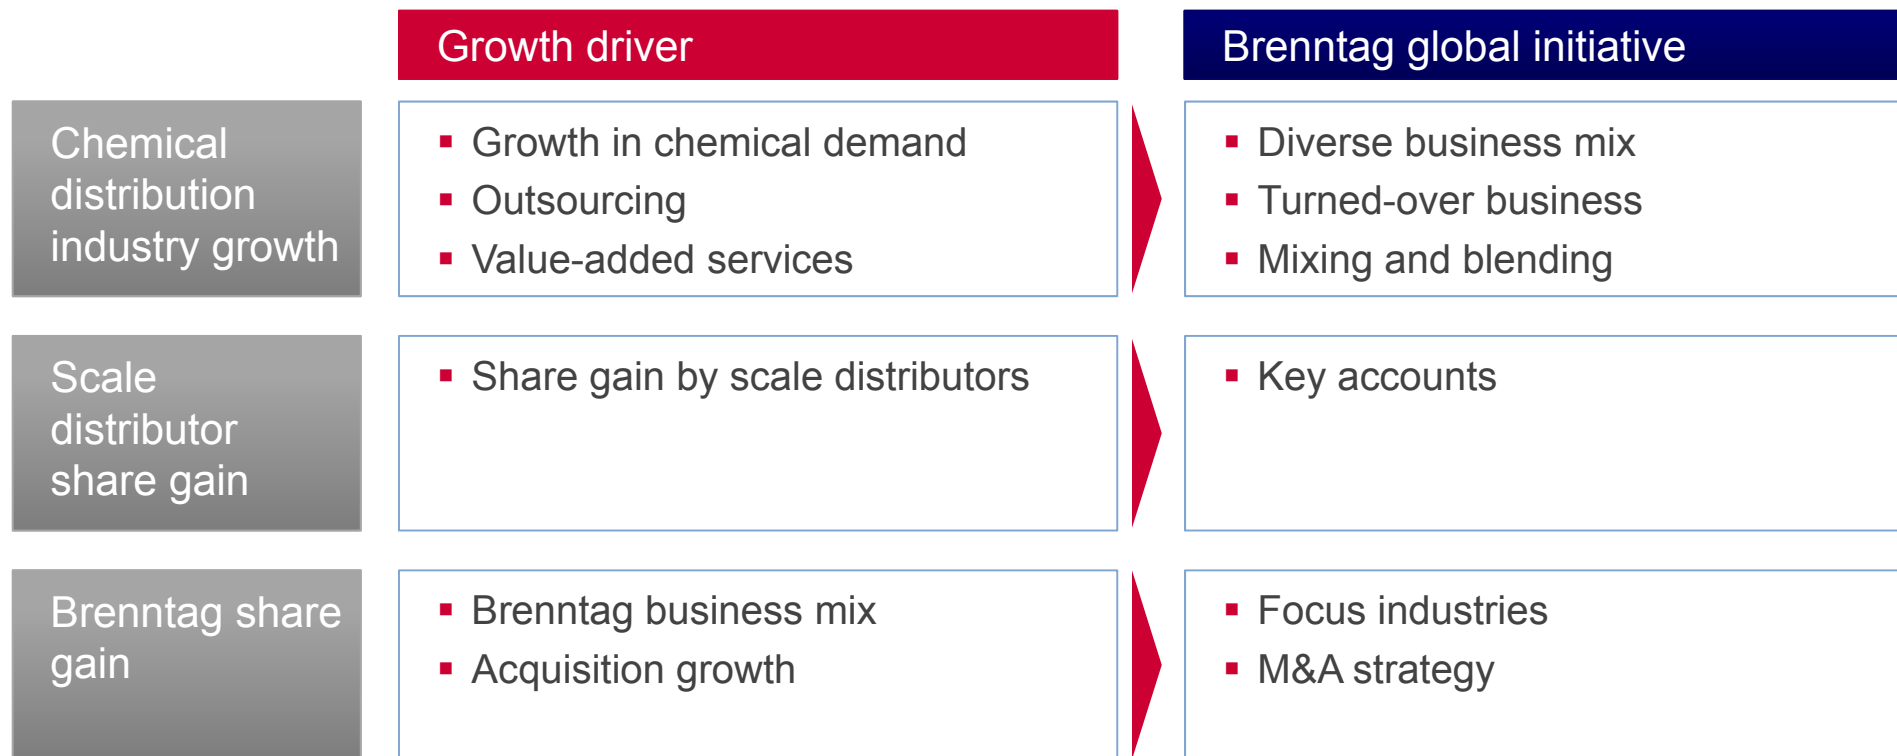 Growth driver
Brenntag global initiative
Chemical
distribution
industry growth
▪ Growth in chemical demand
▪ Outsourcing
▪ Value-added services
▪ Diverse business mix
▪ Turned-over business
▪ Mixing and blending
Scale
distributor
share gain
▪ Share gain by scale distributors
▪ Key accounts
Brenntag share
gain
▪ Brenntag business mix
▪ Acquisition growth
▪ Focus industries
▪ M&A strategy